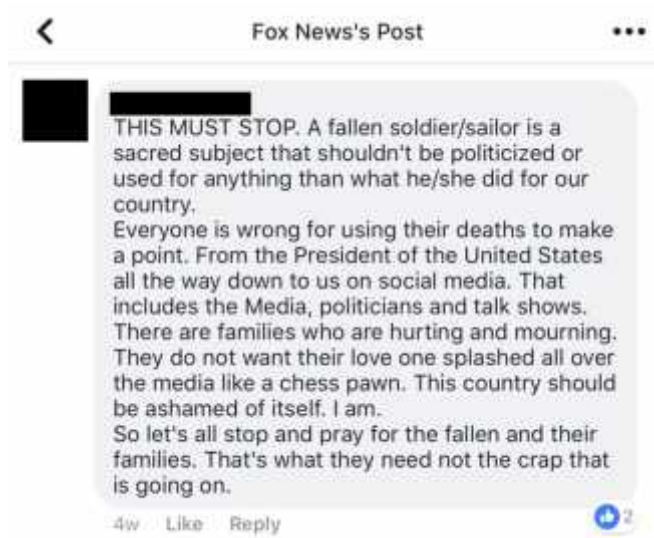 Fox News's Post
THIS MUST STOP. A fallen soldier/sailor is a
sacred subject that shouldn't be politicized or
used for anything than what he/she did for our
country.
Everyone is wrong for using their deaths to make
a point. From the President of the United States
all the way down to us on social media. That
includes the Media, politicians and talk shows.
There are families who are hurting and mourning.
They do not want their love one splashed all over
the media like a chess pawn. This country should
be ashamed of itself. I am.
So let's all stop and pray for the fallen and their
families. That's what they need not the crap that
is going on.
4w Like Reply 2